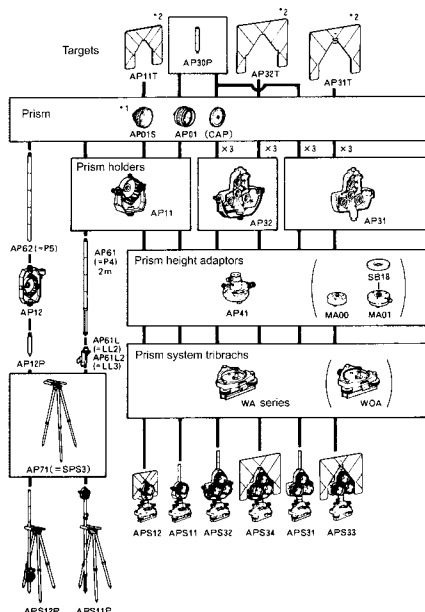 Targets
*2
*2
*2
AP11T
AP30P
AP32T
AP31T
Prism
*1
AP01S
AP01
(CAP)
×3
×3
×3
×3
Prism holders
AP11
AP32
AP31
AP62(=P5)
AP61
(=P4)
2m
Prism height adaptors
AP41
SB18
MA00
MA01
AP12
AP61L
(=LL2)
AP61L2
(=LL3)
AP12P
Prism system tribrachs
WA series
WOA
AP71(=SPS3)
APS12
APS11
APS32
APS34
APS31
APS33
APS12P
APS11P